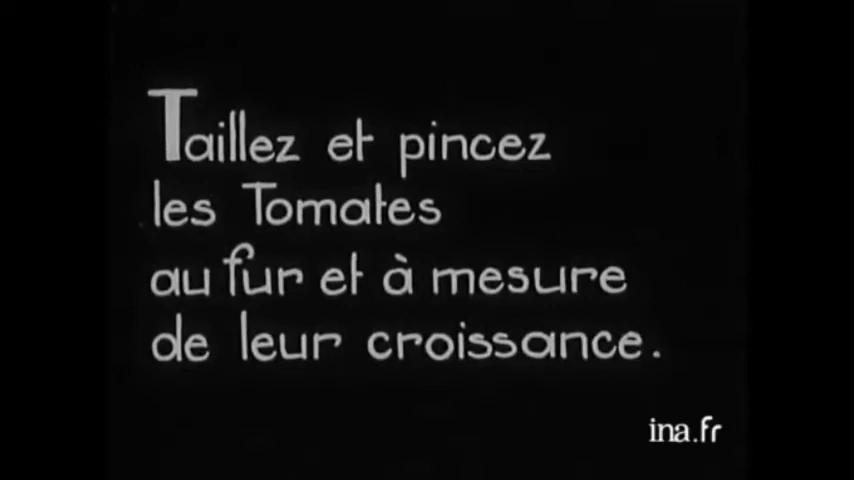 Taillez et pincez
les Tomates
au fur et à mesure
de leur croissance.
ina.fr